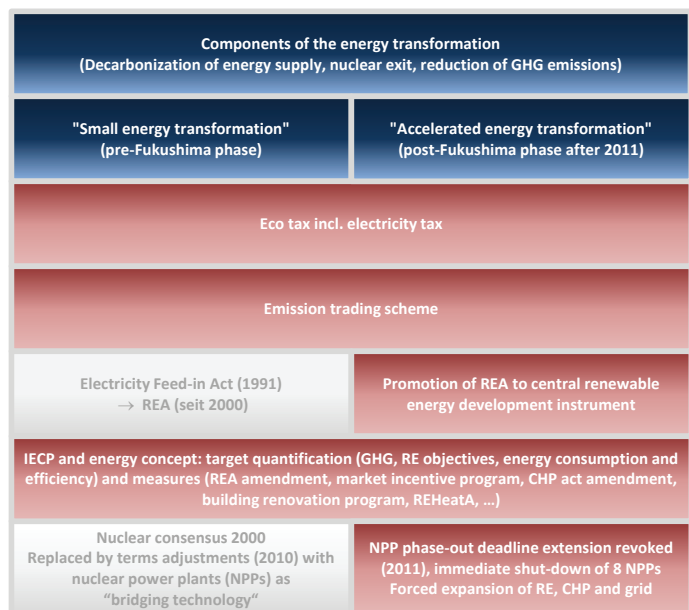 Components of the energy transformation
(Decarbonization of energy supply, nuclear exit, reduction of GHG emissions)
"Small energy transformation"
(pre-Fukushima phase)
"Accelerated energy transformation"
(post-Fukushima phase after 2011)
Eco tax incl. electricity tax
Emission trading scheme
Electricity Feed-in Act (1991)
→ REA (seit 2000)
Promotion of REA to central renewable
energy development instrument
IECP and energy concept: target quantification (GHG, RE objectives, energy consumption and
efficiency) and measures (REA amendment, market incentive program, CHP act amendment,
building renovation program, REHeatA, ...)
Nuclear consensus 2000
Replaced by terms adjustments (2010) with
nuclear power plants (NPPs) as
“bridging technology“
NPP phase-out deadline extension revoked
(2011), immediate shut-down of 8 NPPs
Forced expansion of RE, CHP and grid